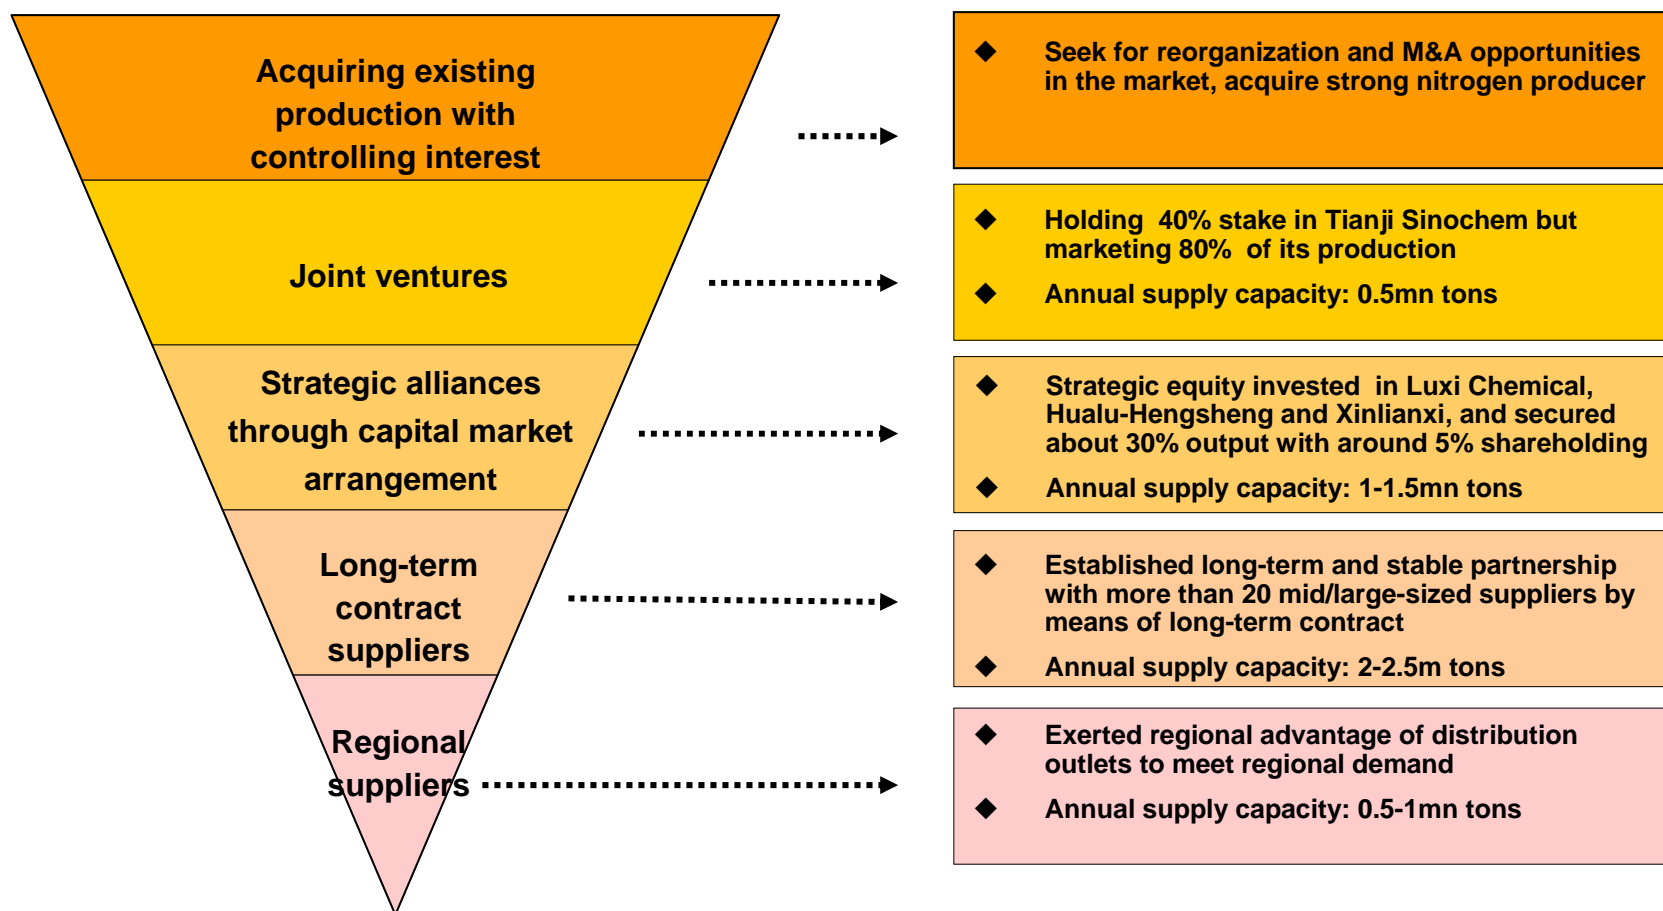 Acquiring existing
production with
controlling interest
◆ Seek for reorganization and M&A opportunities
in the market, acquire strong nitrogen producer
Joint ventures
◆ Holding  40% stake in Tianji Sinochem but
marketing 80%  of its production
◆ Annual supply capacity: 0.5mn tons
Strategic alliances
through capital market
arrangement
◆ Strategic equity invested  in Luxi Chemical,
Hualu-Hengsheng and Xinlianxi, and secured
about 30% output with around 5% shareholding
◆ Annual supply capacity: 1-1.5mn tons
Long-term
contract
suppliers
◆ Established long-term and stable partnership
with more than 20 mid/large-sized suppliers by
means of long-term contract
◆ Annual supply capacity: 2-2.5m tons
Regional
suppliers
◆ Exerted regional advantage of distribution
outlets to meet regional demand
◆ Annual supply capacity: 0.5-1mn tons